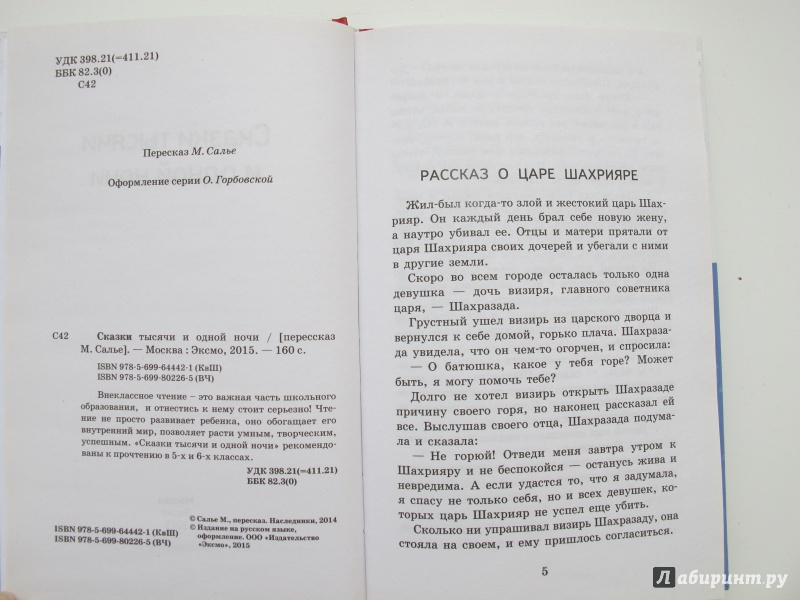 УДК 398.21(=411.21)
ББК 82.3(0)
С42
Пересказ М. Салье
Оформление серии О. Горбовской
С42 Сказки тысячи и одной ночи / [перессказ
М. Салье]. — Москва : Эксмо, 2015. — 160 с.
ISBN 978-5-699-64442-1 (КвШ)
ISBN 978-5-699-80226-5 (ВЧ)
Внеклассное чтение – это важная часть школьного
образования, и отнестись к нему стоит серьезно! Чте-
ние не просто развивает ребенка, оно обогащает его
внутренний мир, позволяет расти умным, творческим,
успешным. «Сказки тысячи и одной ночи» рекомендо-
ваны к прочтению в 5-х и 6-х классах.
УДК 398.21(=411.21)
ББК 82.3(0)
© Салье М., пересказ. Наследники, 2014
© Издание на русском языке,
оформление. ООО «Издательство
«Эксмо», 2015
ISBN 978-5-699-64442-1 (КвШ)
ISBN 978-5-699-80226-5 (ВЧ)
РАССКАЗ О ЦАРЕ ШАХРИЯРЕ
Жил-был когда-то злой и жестокий царь Шах-
рияр. Он каждый день брал себе новую жену,
а наутро убивал ее. Отцы и матери прятали от
царя Шахрияра своих дочерей и убегали с ними
в другие земли.
Скоро во всем городе осталась только одна
девушка — дочь визиря, главного советника
царя, — Шахразада.
Грустный ушел визирь из царского дворца и
вернулся к себе домой, горько плача. Шахраза-
да увидела, что он чем-то огорчен, и спросила:
— О батюшка, какое у тебя горе? Может
быть, я могу помочь тебе?
Долго не хотел визирь открыть Шахразаде
причину своего горя, но наконец рассказал ей
все. Выслушав своего отца, Шахразада подума-
ла и сказала:
— Не горюй! Отведи меня завтра утром к
Шахрияру и не беспокойся — останусь жива и
невредима. А если удастся то, что я задумала,
я спасу не только себя, но и всех девушек, ко-
торых царь Шахрияр не успел еще убить.
Сколько ни упрашивал визирь Шахразаду, она
стояла на своем, и ему пришлось согласиться.
5
Лабиринт.ру